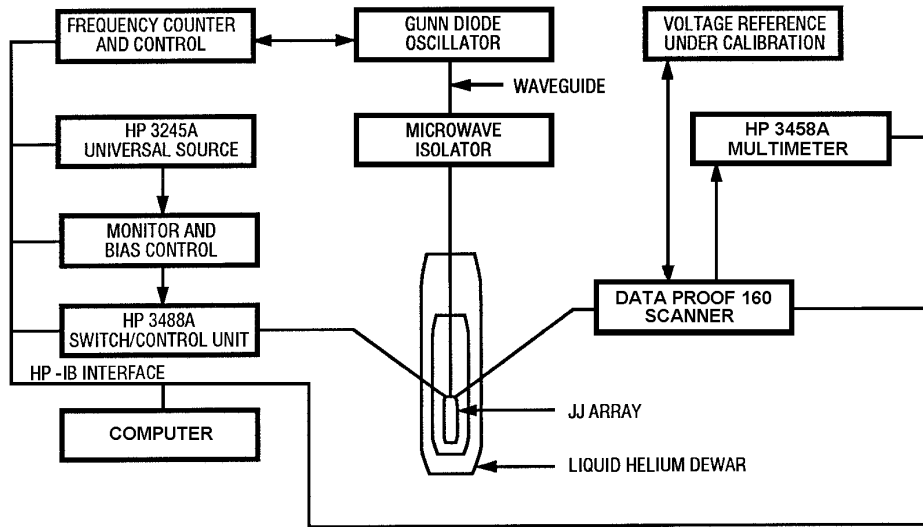 FREQUENCY COUNTER
AND CONTROL
GUNN DIODE
OSCILLATOR
VOLTAGE REFERENCE
UNDER CALIBRATION
WAVEGUIDE
HP 3245A
UNIVERSAL SOURCE
MICROWAVE
ISOLATOR
HP 3458A
MULTIMETER
MONITOR AND
BIAS CONTROL
DATA PROOF 160
SCANNER
HP 3488A
SWITCH/CONTROL UNIT
HP -IB INTERFACE
COMPUTER
JJ ARRAY
LIQUID HELIUM DEWAR